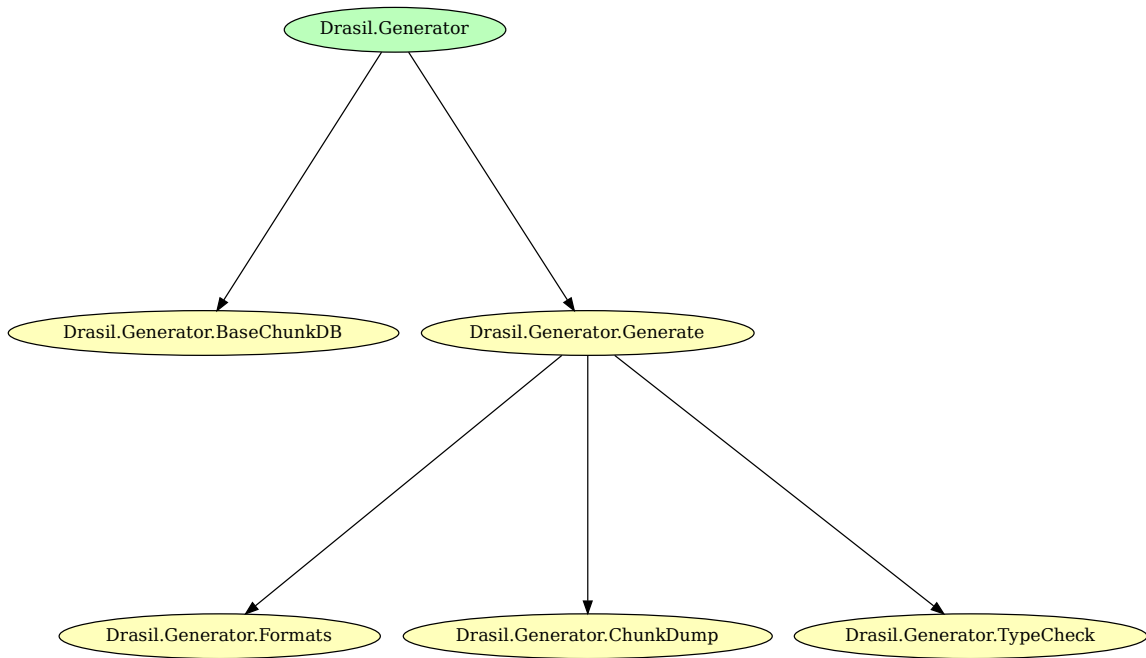 Drasil.Generator
Drasil.Generator.BaseChunkDB
Drasil.Generator.Generate
Drasil.Generator.Formats
Drasil.Generator.ChunkDump
Drasil.Generator.TypeCheck